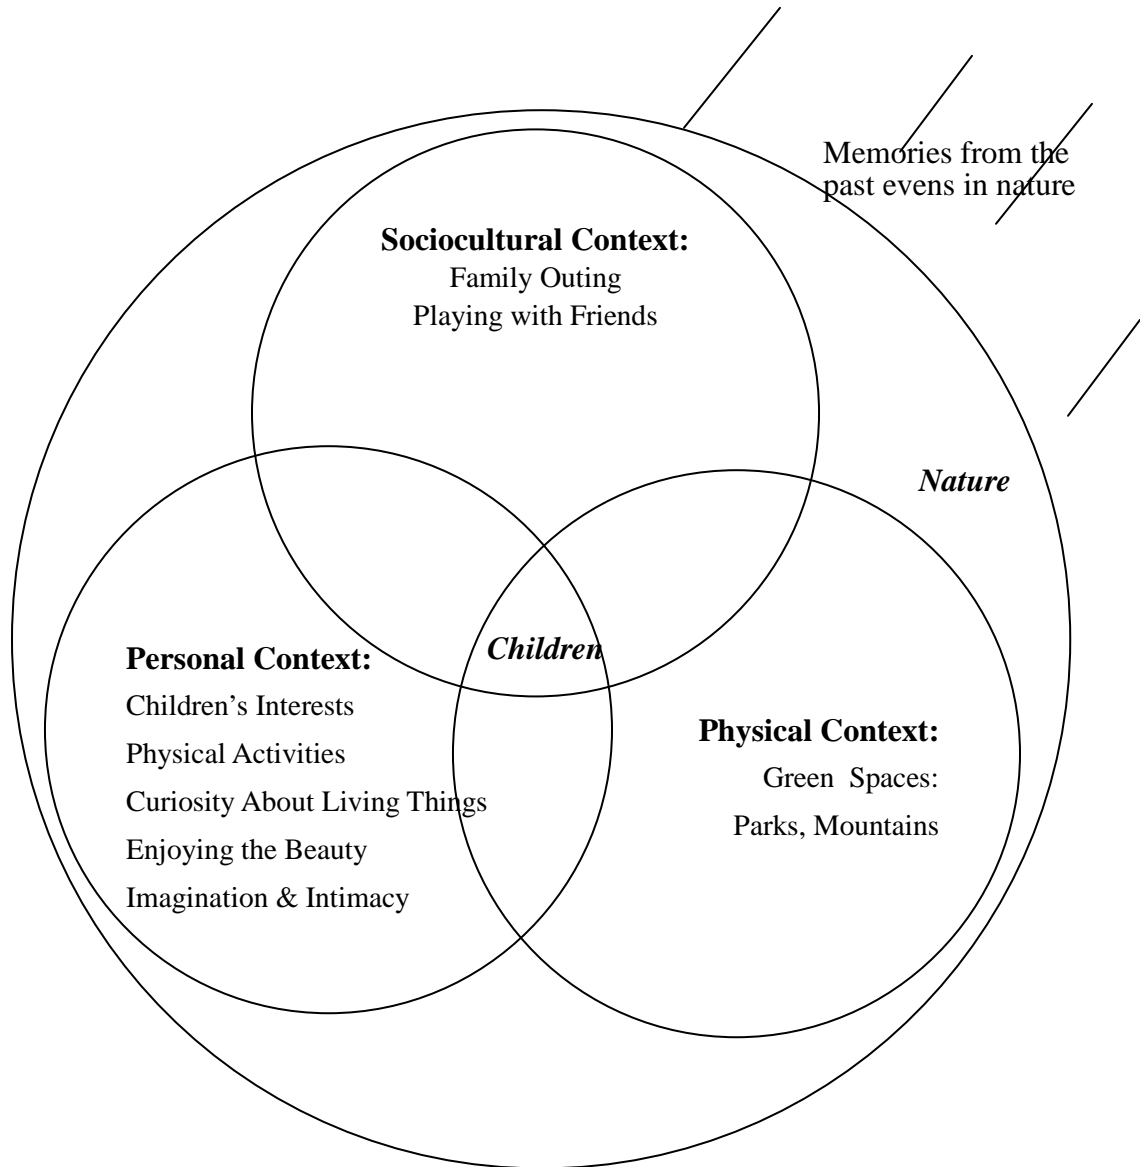 Memories from the
past evens in nature
Sociocultural Context:
Family Outing
Playing with Friends
Nature
Children
Personal Context:
Children’s Interests
Physical Activities
Curiosity About Living Things
Enjoying the Beauty
Imagination & Intimacy
Physical Context:
Green  Spaces:
Parks, Mountains